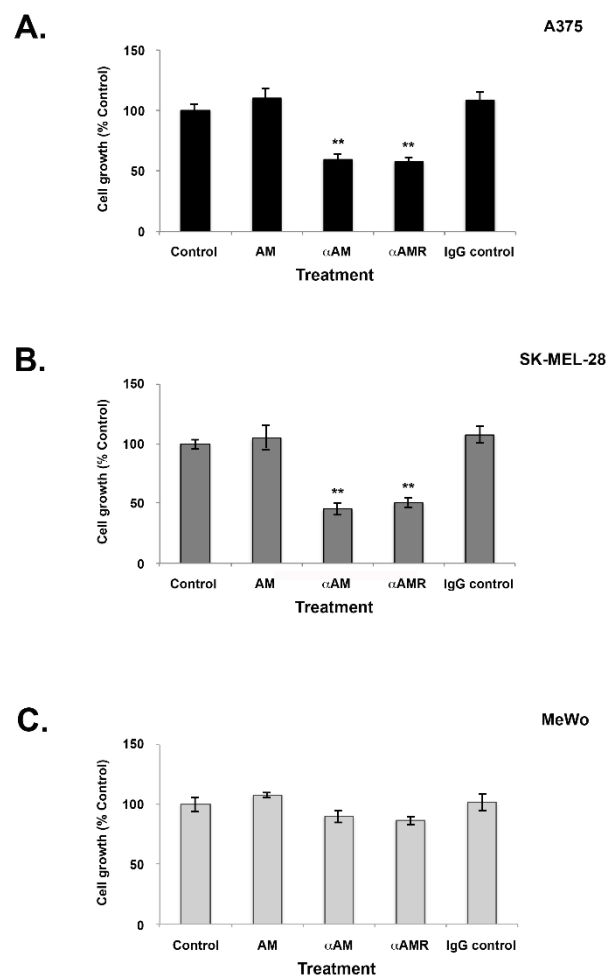 A.
A375
Cell growth (% Control)
150
100
50
0
**
**
Control AM αAM αAMR IgG control
Treatment
B.
SK-MEL-28
Cell growth (% Control)
150
100
50
0
**
**
Control AM αAM αAMR IgG control
Treatment
C.
MeWo
Cell growth (% Control)
150
100
50
0
Control AM αAM αAMR IgG control
Treatment